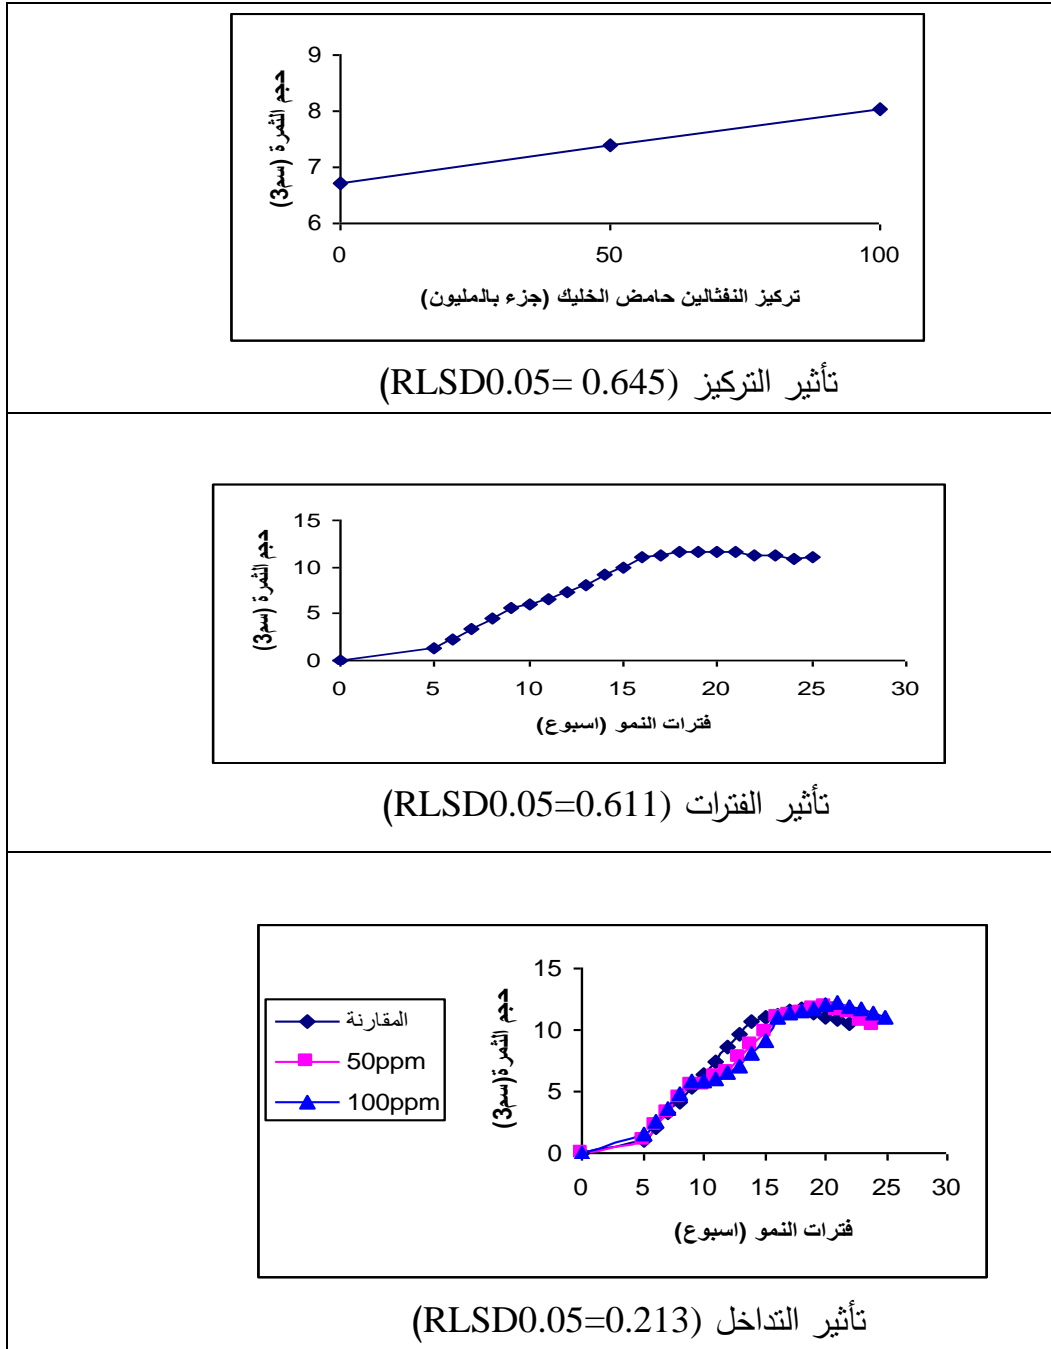 9
8
7
6
0
50
100
حجم الثمرة (سم3)
تركيز النفثالين حامض الخليك (جزء بالمليون)
تأثير التركيز (RLSD0.05= 0.645)
15
10
5
0
0
5
10
15
20
25
30
حجم الثمرة (سم3)
فترات النمو (اسبوع)
تأثير الفترات (RLSD0.05=0.611)
المقارنة
50ppm
100ppm
15
10
5
0
0
5
10
15
20
25
30
حجم الثمرة(سم3)
فترات النمو (اسبوع)
تأثير التداخل (RLSD0.05=0.213)